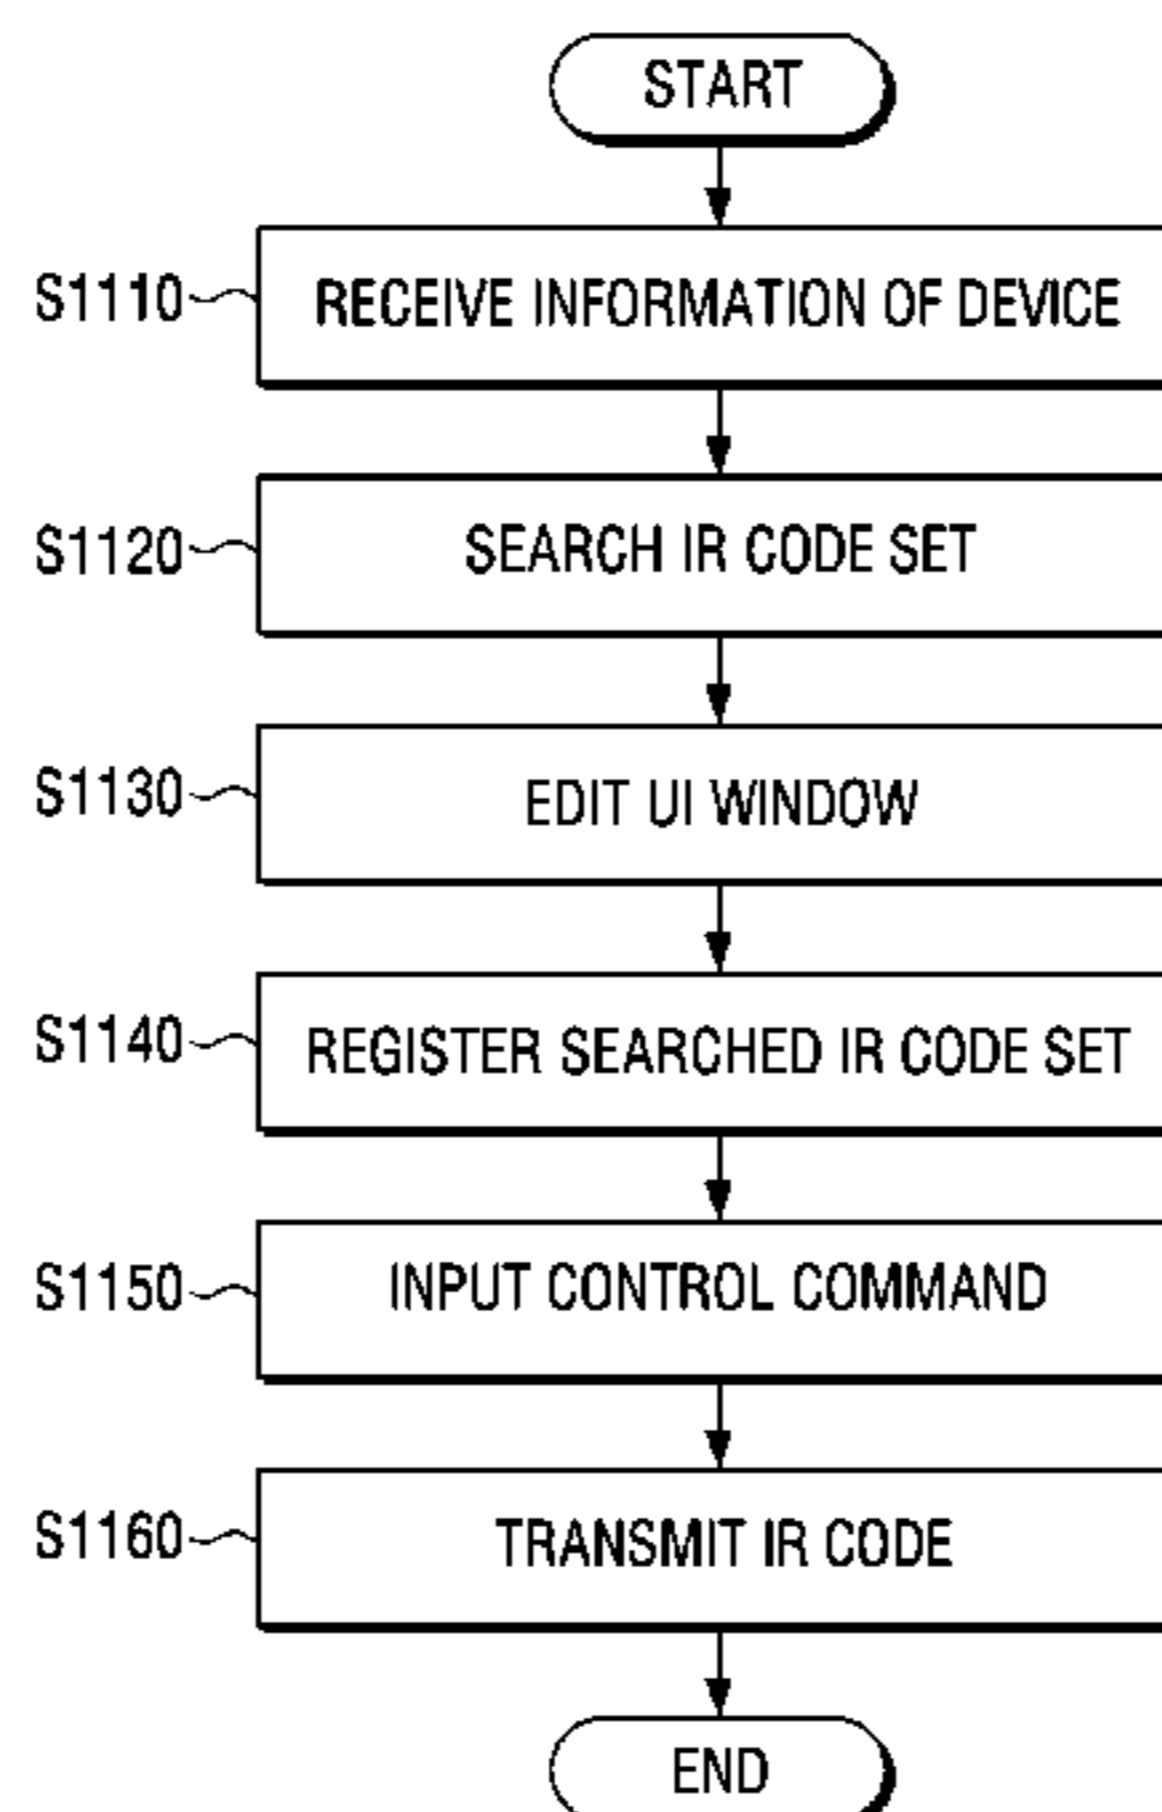 START
S1110
RECEIVE INFORMATION OF DEVICE
S1120
SEARCH IR CODE SET
S1130
EDIT UI WINDOW
S1140
REGISTER SEARCHED IR CODE SET
S1150
INPUT CONTROL COMMAND
S1160
TRANSMIT IR CODE
END